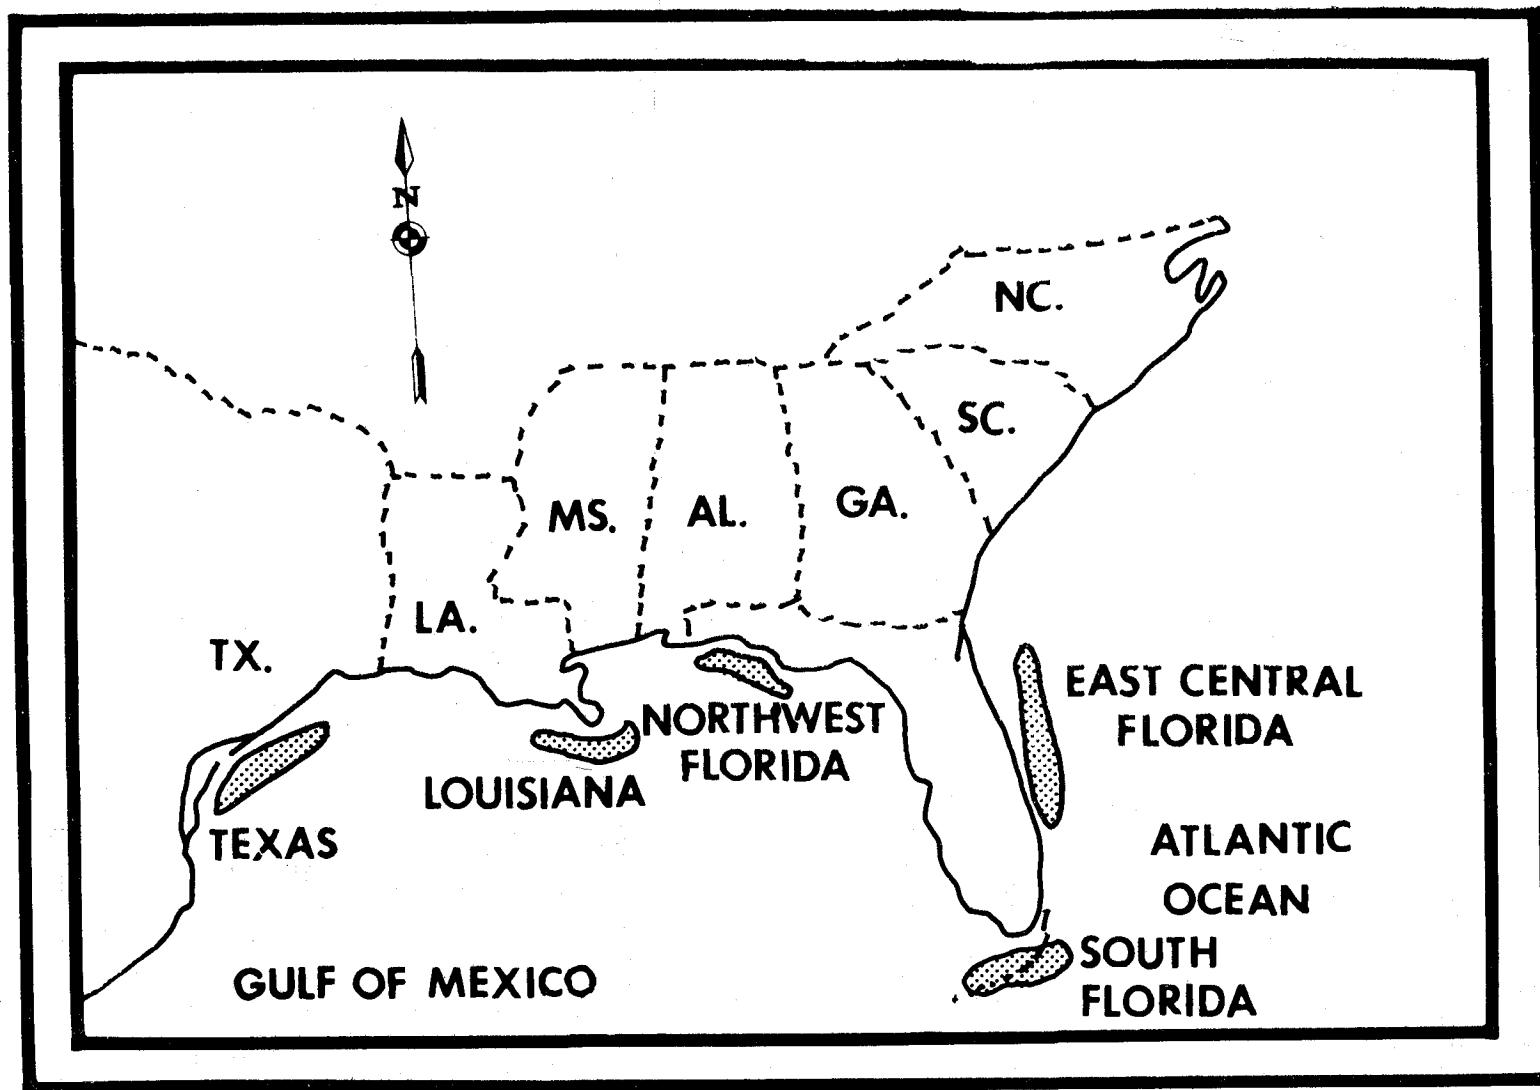 N
NC.
SC.
MS.
AL.
GA.
LA.
TX.
EAST CENTRAL
FLORIDA
NORTHWEST
FLORIDA
LOUISIANA
TEXAS
ATLANTIC
OCEAN
SOUTH
FLORIDA
GULF OF MEXICO